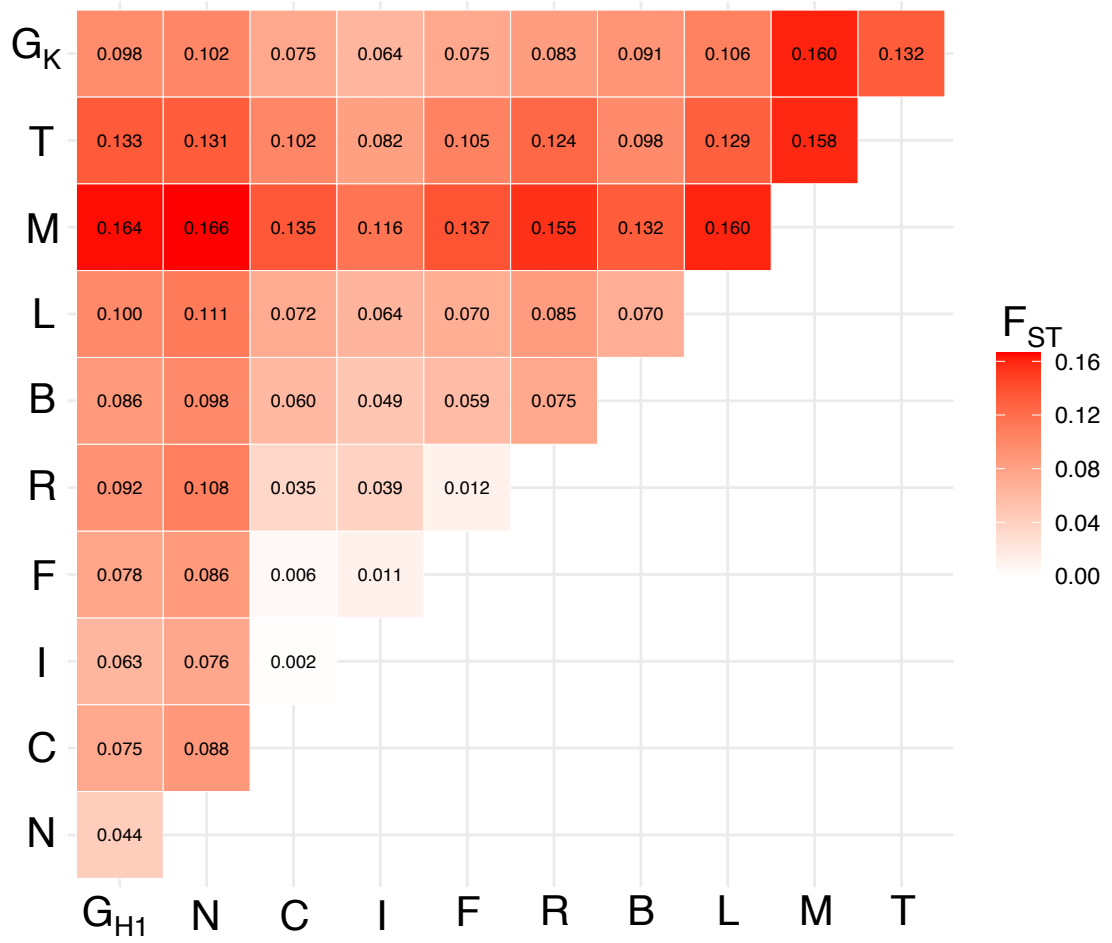 G_K 0.098 0.102 0.075 0.064 0.075 0.083 0.091 0.106 0.160 0.132
T 0.133 0.131 0.102 0.082 0.105 0.124 0.098 0.129 0.158
M 0.164 0.166 0.135 0.116 0.137 0.155 0.132 0.160
L 0.100 0.111 0.072 0.064 0.070 0.085 0.070
B 0.086 0.098 0.060 0.049 0.059 0.075
R 0.092 0.108 0.035 0.039 0.012
F 0.078 0.086 0.006 0.011
I 0.063 0.076 0.002
C 0.075 0.088
N 0.044
G_H1 N C I F R B L M T
F_ST
0.16
0.12
0.08
0.04
0.00